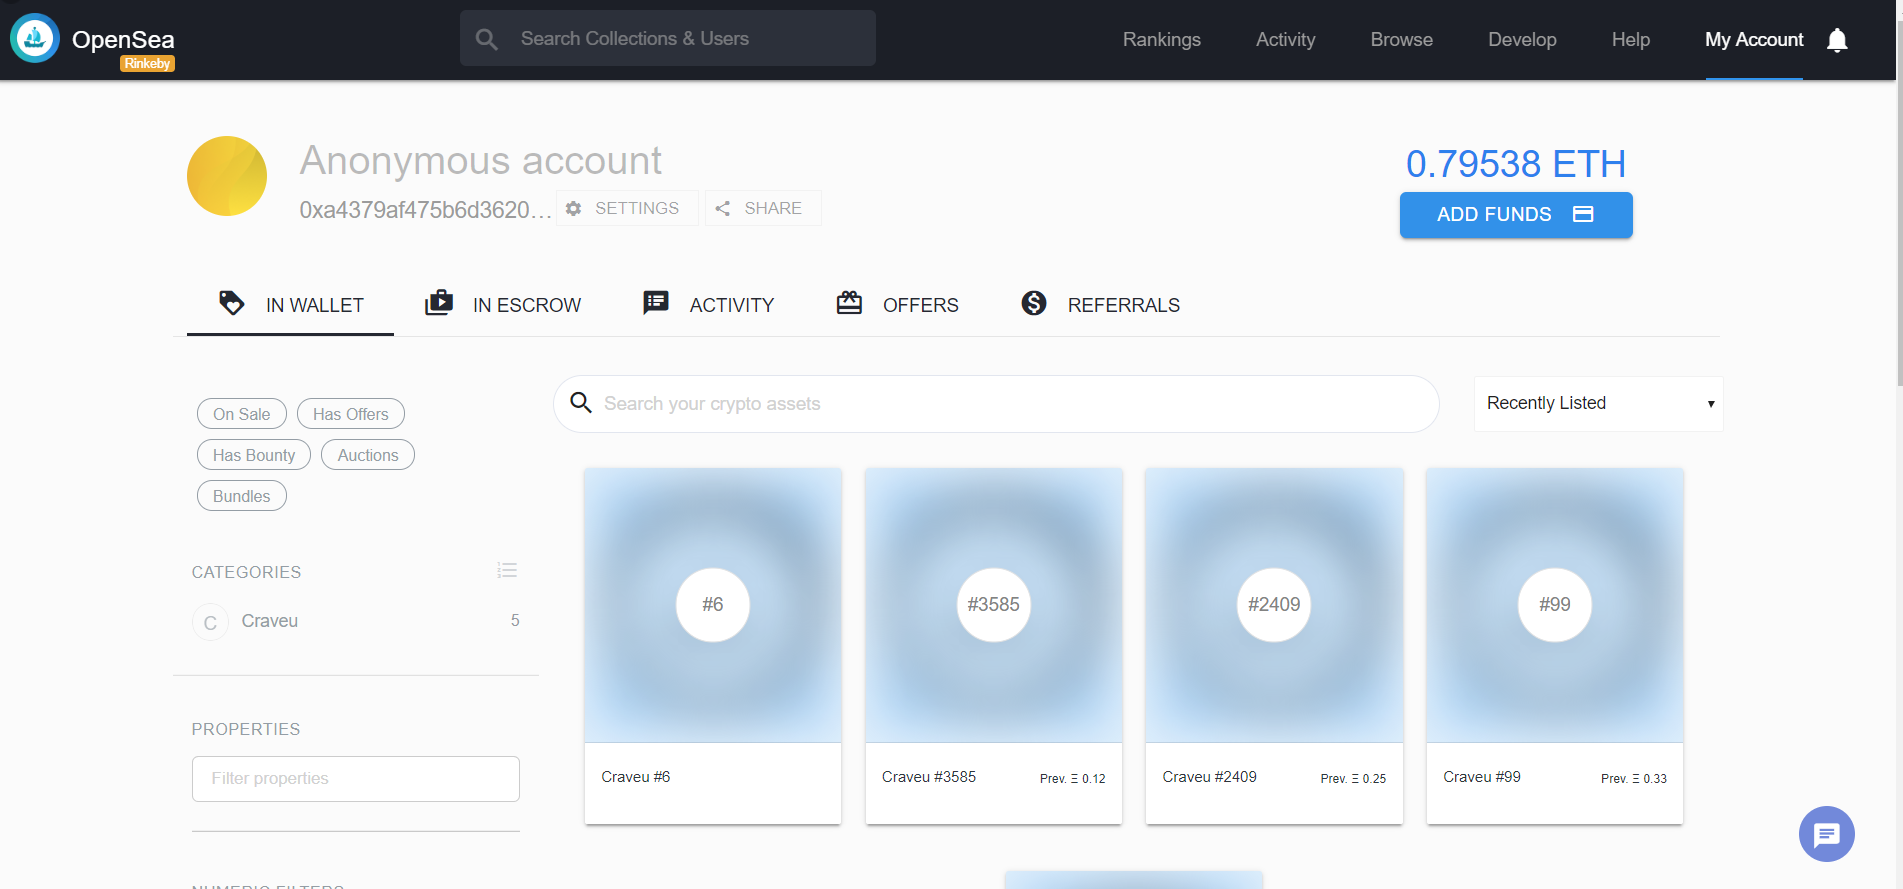 OpenSea
Rinkeby
Search Collections & Users
Rankings
Activity
Browse
Develop
Help
My Account
Anonymous account
0xa4379af475b6d3620...
SETTINGS
SHARE
0.79538 ETH
ADD FUNDS
IN WALLET
IN ESCROW
ACTIVITY
OFFERS
REFERRALS
On Sale
Has Offers
Has Bounty
Auctions
Bundles
CATEGORIES
C
Craveu
5
PROPERTIES
Filter properties
NUMERIC FILTERS
Search your crypto assets
Recently Listed
#6
Craveu #6
#3585
Craveu #3585
Prev. Ξ 0.12
#2409
Craveu #2409
Prev. Ξ 0.25
#99
Craveu #99
Prev. Ξ 0.33